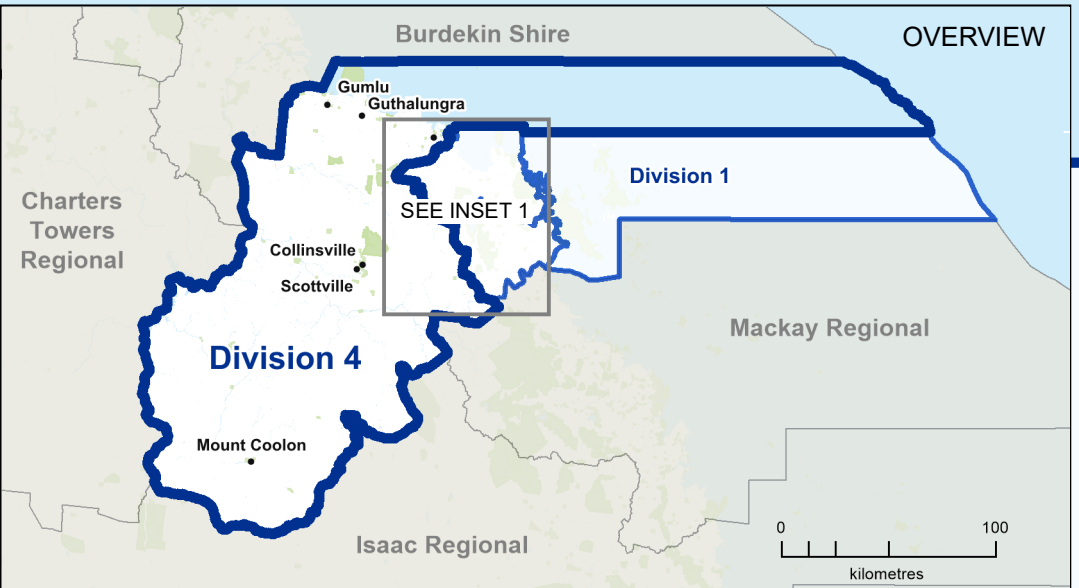 Burdekin Shire
OVERVIEW
Gumlu
Guthalungra
Division 1
Charters
Towers
Regional
SEE INSET 1
Collinsville
Scottville
Mackay Regional
Division 4
Mount Coolon
0 100
kilometres
Isaac Regional